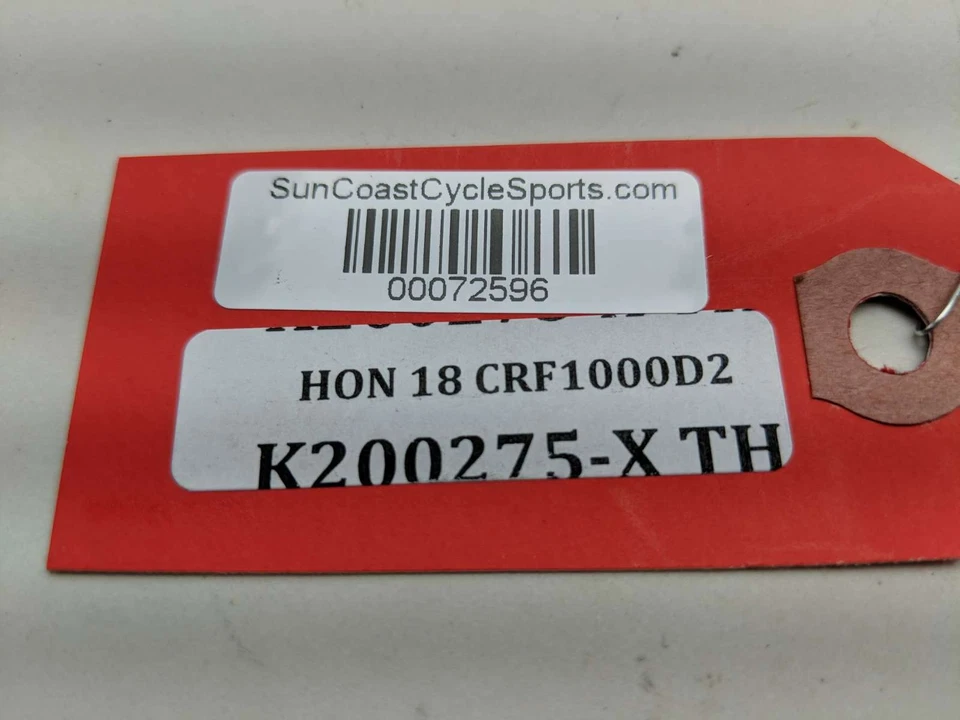 SunCoastCycleSports.com
00072596
HON 18 CRF1000D2
K200275-X TH